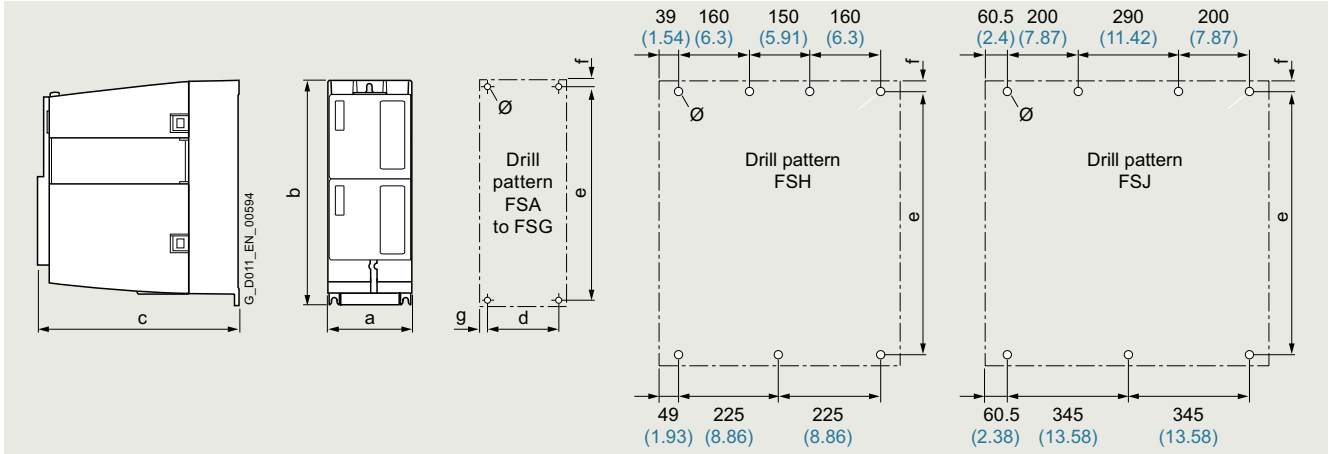 G_D011_EN_00594
c
b
a
f
Ø
Drill
pattern
FSA
to FSG
e
g
d
39 160 150 160
(1.54) (6.3) (5.91) (6.3)
f
Ø
Drill pattern
FSH
e
49 225 225
(1.93) (8.86) (8.86)
60.5 200 290 200
(2.4) (7.87) (11.42) (7.87)
f
Ø
Drill pattern
FSJ
e
60.5 345 345
(2.38) (13.58) (13.58)